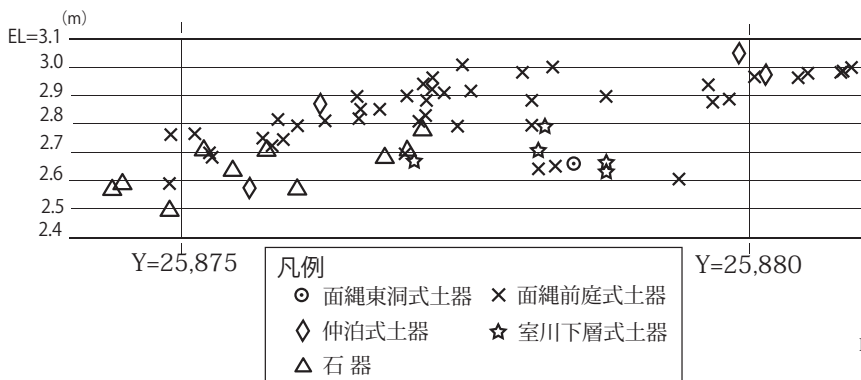 (m)
EL=3.1
3.0
2.9
2.8
2.7
2.6
2.5
2.4
Y=25,875
Y=25,880
凡例
面縄東洞式土器
面縄前庭式土器
仲泊式土器
室川下層式土器
石 器